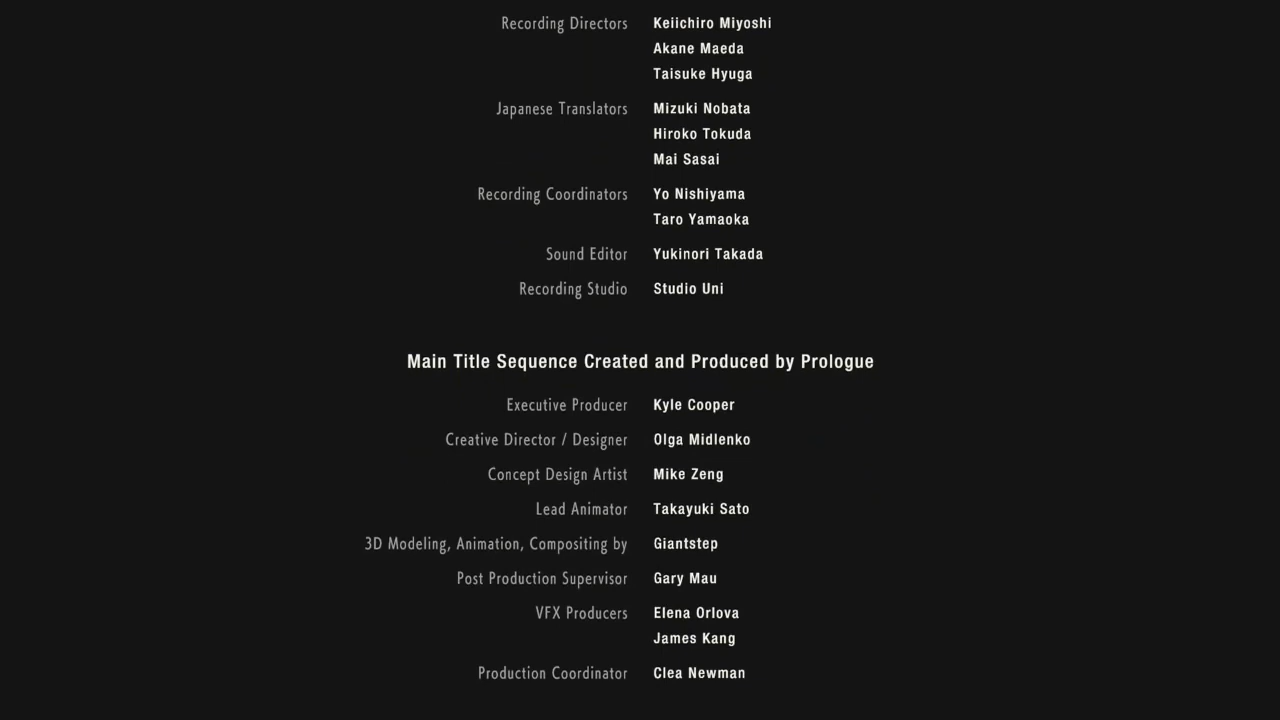 Recording Directors Keiichiro Miyoshi
Akane Maeda
Taisuke Hyuga
Japanese Translators Mizuki Nobata
Hiroko Tokuda
Mai Sasai
Recording Coordinators Yo Nishiyama
Taro Yamaoka
Sound Editor Yukinori Takada
Recording Studio Studio Uni
Main Title Sequence Created and Produced by Prologue
Executive Producer Kyle Cooper
Creative Director / Designer Olga Midlenko
Concept Design Artist Mike Zeng
Lead Animator Takayuki Sato
3D Modeling, Animation, Compositing by Giantstep
Post Production Supervisor Gary Mau
VFX Producers Elena Orlova
James Kang
Production Coordinator Clea Newman